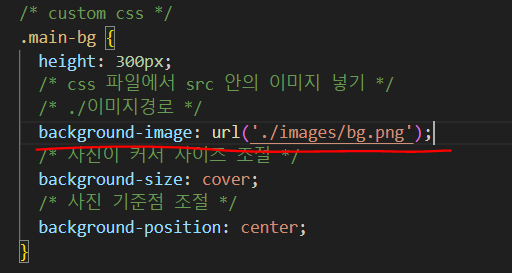 /* custom css */
.main-bg {
height: 300px;
/* css 파일에서 src 안의 이미지 넣기 */
/* ./이미지경로 */
background-image: url('./images/bg.png');
/* 사진이 커서 사이즈 조절 */
background-size: cover;
/* 사진 기준점 조절 */
background-position: center;
}